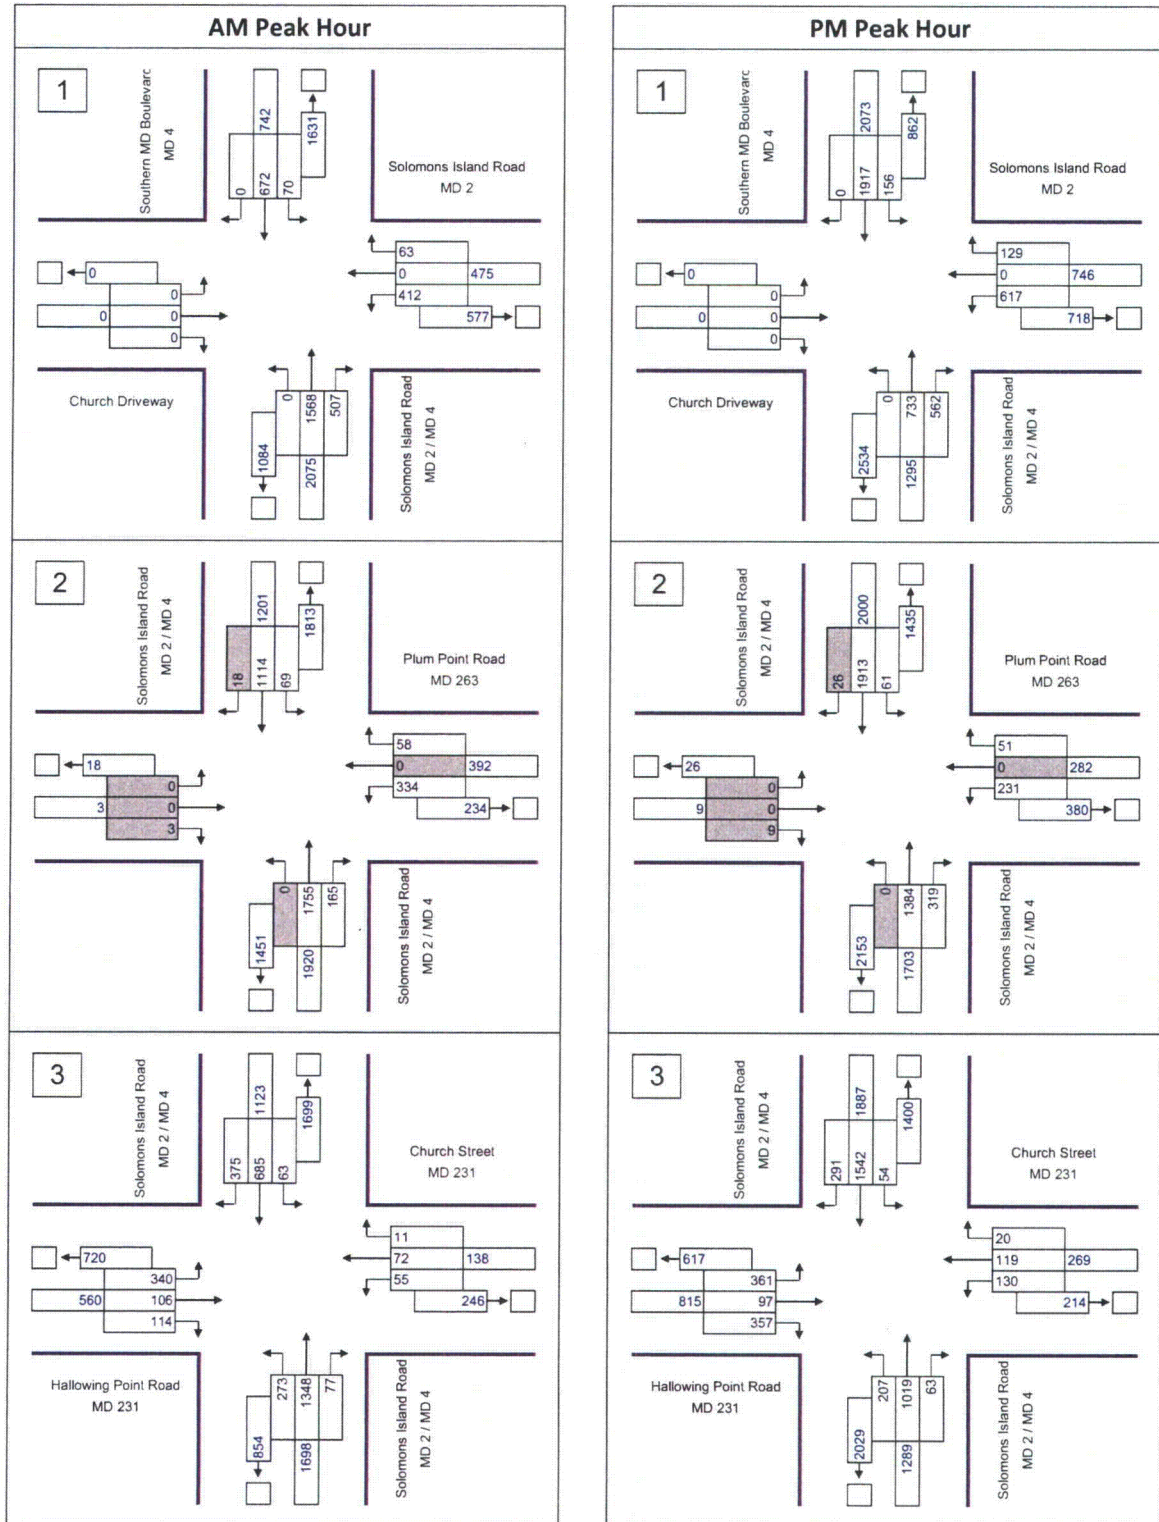 AM Peak Hour
1
Southern MD Boulevard
MD 4
742
1631
0
672
70
Solomons Island Road
MD 2
63
0
475
412
577
0
0
0
0
0
Church Driveway
0
1568
507
1084
2075
Solomons Island Road
MD 2 / MD 4
2
Solomons Island Road
MD 2 / MD 4
1201
1813
18
1114
69
Plum Point Road
MD 263
58
0
392
334
234
18
0
3
0
3
0
1755
165
1451
1920
Solomons Island Road
MD 2 / MD 4
3
Solomons Island Road
MD 2 / MD 4
1123
1699
375
685
63
Church Street
MD 231
11
72
138
55
246
720
340
560
106
114
Hallowing Point Road
MD 231
273
1348
77
854
1698
Solomons Island Road
MD 2 / MD 4
PM Peak Hour
1
Southern MD Boulevard
MD 4
2073
862
0
1917
156
Solomons Island Road
MD 2
129
0
746
617
718
0
0
0
0
0
Church Driveway
0
733
562
2534
1295
Solomons Island Road
MD 2 / MD 4
2
Solomons Island Road
MD 2 / MD 4
2000
1435
26
1913
61
Plum Point Road
MD 263
51
0
282
231
380
26
0
9
0
9
0
1384
319
2153
1703
Solomons Island Road
MD 2 / MD 4
3
Solomons Island Road
MD 2 / MD 4
1887
1400
291
1542
54
Church Street
MD 231
20
119
269
130
214
617
361
815
97
357
Hallowing Point Road
MD 231
207
1019
63
2029
1289
Solomons Island Road
MD 2 / MD 4